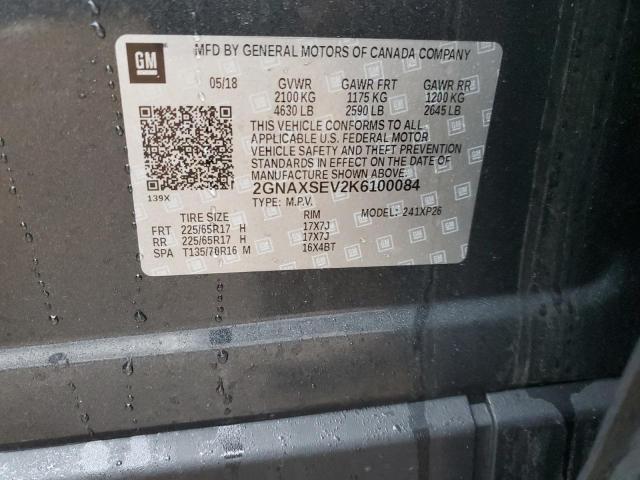 GM MFD BY GENERAL MOTORS OF CANADA COMPANY
05/18 GVWR GAWR FRT GAWR RR
2100 KG 1175 KG 1200 KG
4630 LB 2590 LB 2645 LB
THIS VEHICLE CONFORMS TO ALL
APPLICABLE U.S. FEDERAL MOTOR
VEHICLE SAFETY AND THEFT PREVENTION
STANDARDS IN EFFECT ON THE DATE OF
MANUFACTURE SHOWN ABOVE.
139X 2GNAXSEV2K6100084
TYPE: M.P.V. MODEL: 241XP26
TIRE SIZE RIM
FRT 225/65R17 H 17X7J
RR 225/65R17 H 17X7J
SPA T135/70R16 M 16X4BT